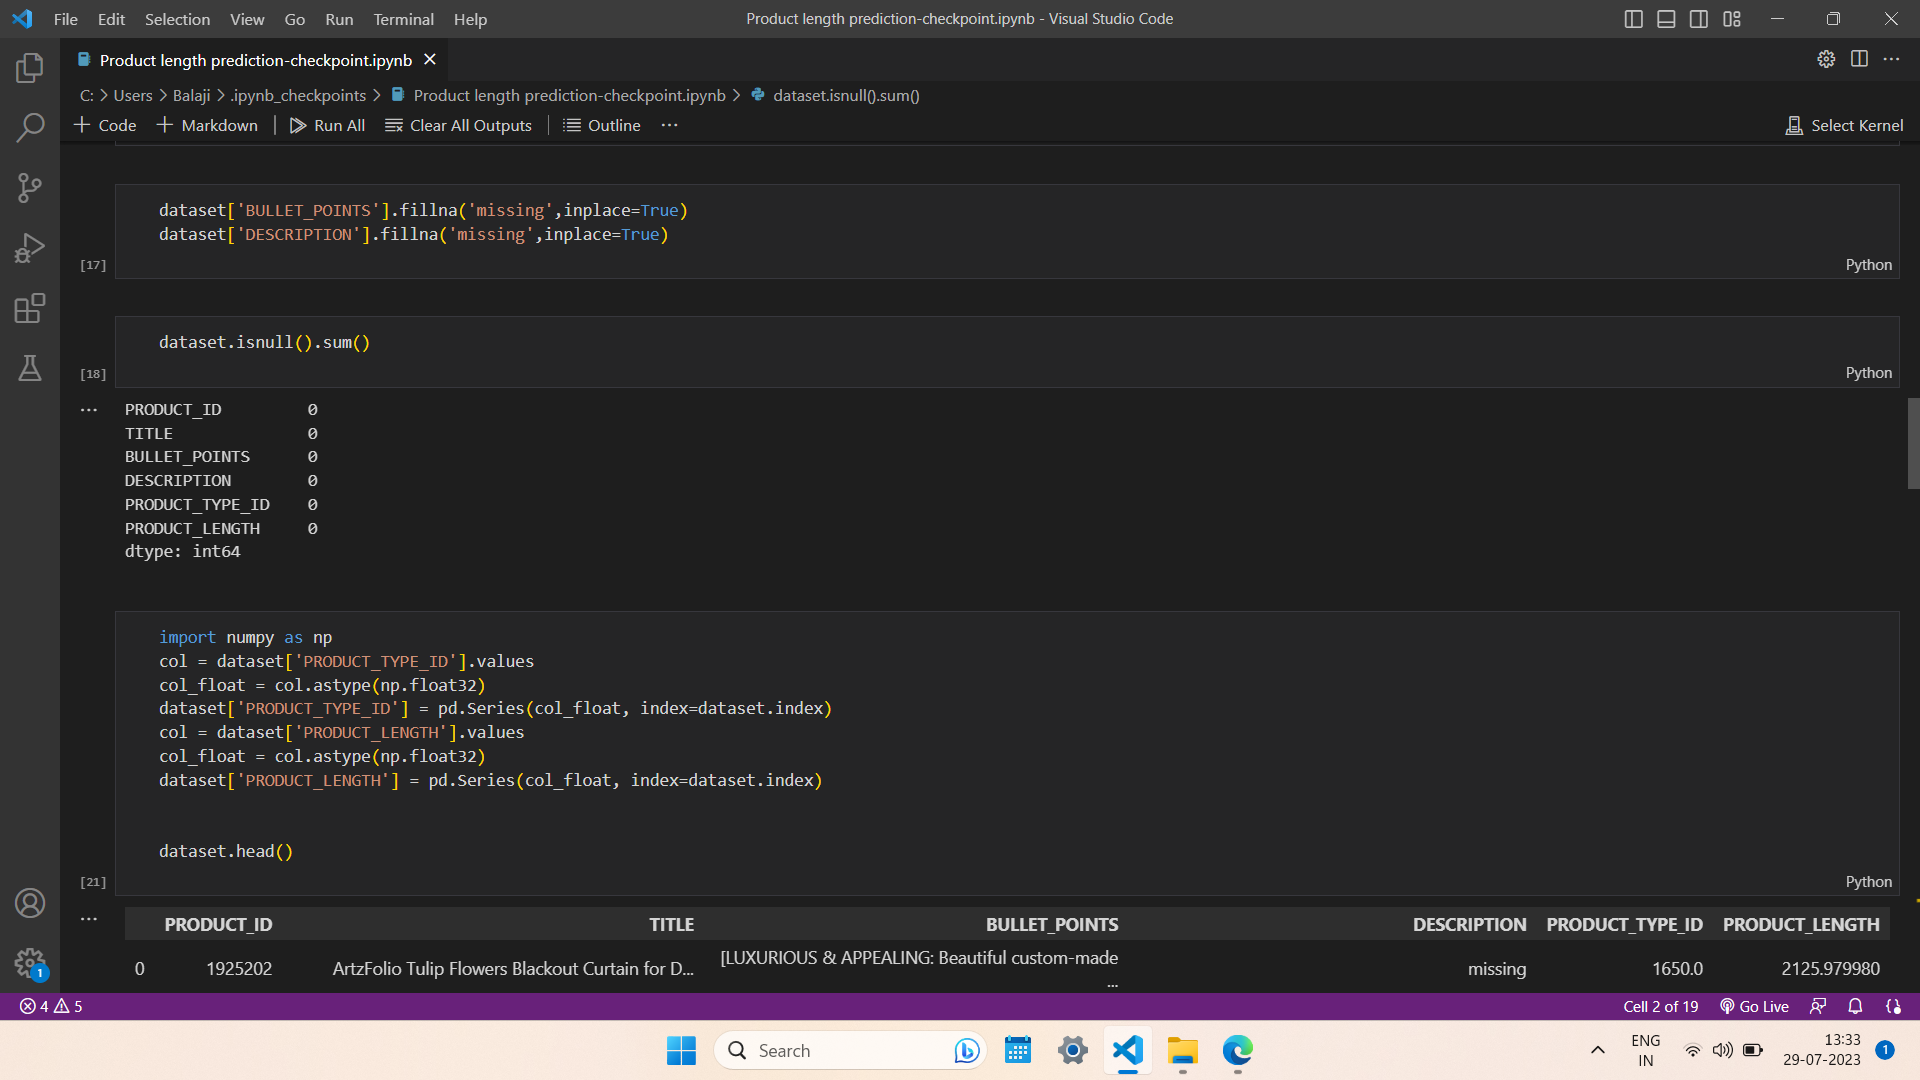 File Edit Selection View Go Run Terminal Help
Product length prediction-checkpoint.ipynb - Visual Studio Code
Product length prediction-checkpoint.ipynb
C: > Users > Balaji > .ipynb_checkpoints > Product length prediction-checkpoint.ipynb > dataset.isnull().sum()
+ Code + Markdown | Run All Clear All Outputs | Outline ...
Select Kernel
dataset['BULLET_POINTS'].fillna('missing',inplace=True)
dataset['DESCRIPTION'].fillna('missing',inplace=True)
[17] Python
dataset.isnull().sum()
[18] Python
PRODUCT_ID 0
TITLE 0
BULLET_POINTS 0
DESCRIPTION 0
PRODUCT_TYPE_ID 0
PRODUCT_LENGTH 0
dtype: int64
import numpy as np
col = dataset['PRODUCT_TYPE_ID'].values
col_float = col.astype(np.float32)
dataset['PRODUCT_TYPE_ID'] = pd.Series(col_float, index=dataset.index)
col = dataset['PRODUCT_LENGTH'].values
col_float = col.astype(np.float32)
dataset['PRODUCT_LENGTH'] = pd.Series(col_float, index=dataset.index)
dataset.head()
[21] Python
PRODUCT_ID TITLE BULLET_POINTS DESCRIPTION PRODUCT_TYPE_ID PRODUCT_LENGTH
0 1925202 ArtzFolio Tulip Flowers Blackout Curtain for D... [LUXURIOUS & APPEALING: Beautiful custom-made ... missing 1650.0 2125.979980
1
4 5
Cell 2 of 19 Go Live
Search
ENG
IN
13:33
29-07-2023
1